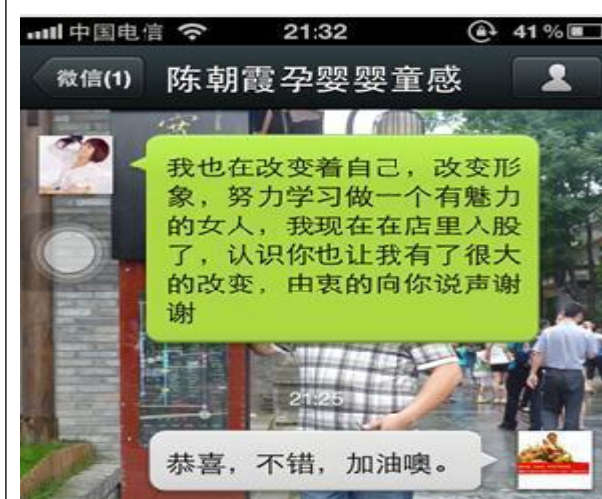 中国电信 21:32 41%
微信(1) 陈朝霞孕婴婴童感
我也在改变着自己，改变形
象，努力学习做一个有魅力
的女人，我现在在店里入股
了，认识你也让我有了很大
的改变，由衷的向你说声谢
谢
21:25
恭喜，不错，加油噢。